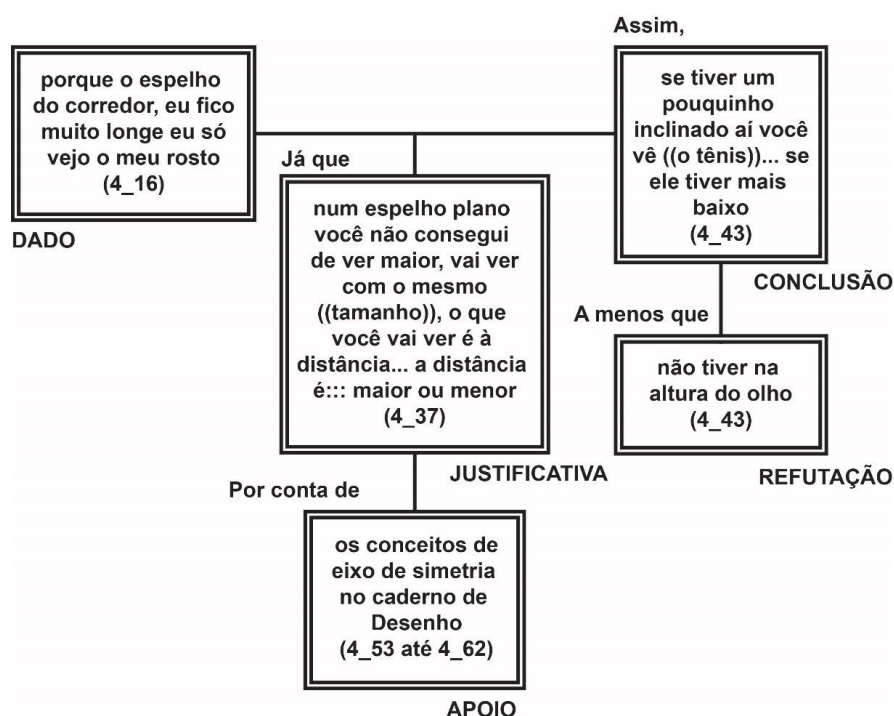 porque o espelho
do corredor, eu fico
muito longe eu só
vejo o meu rosto
(4_16)
DADO
Já que
num espelho plano
você não consegui
de ver maior, vai ver
com o mesmo
((tamanho)), o que
você vai ver é à
distância... a distância
é::: maior ou menor
(4_37)
JUSTIFICATIVA
Por conta de
os conceitos de
eixo de simetria
no caderno de
Desenho
(4_53 até 4_62)
APOIO
Assim,
se tiver um
pouquinho
inclinado aí você
vê ((o tênis))... se
ele tiver mais
baixo
(4_43)
CONCLUSÃO
A menos que
não tiver na
altura do olho
(4_43)
REFUTAÇÃO